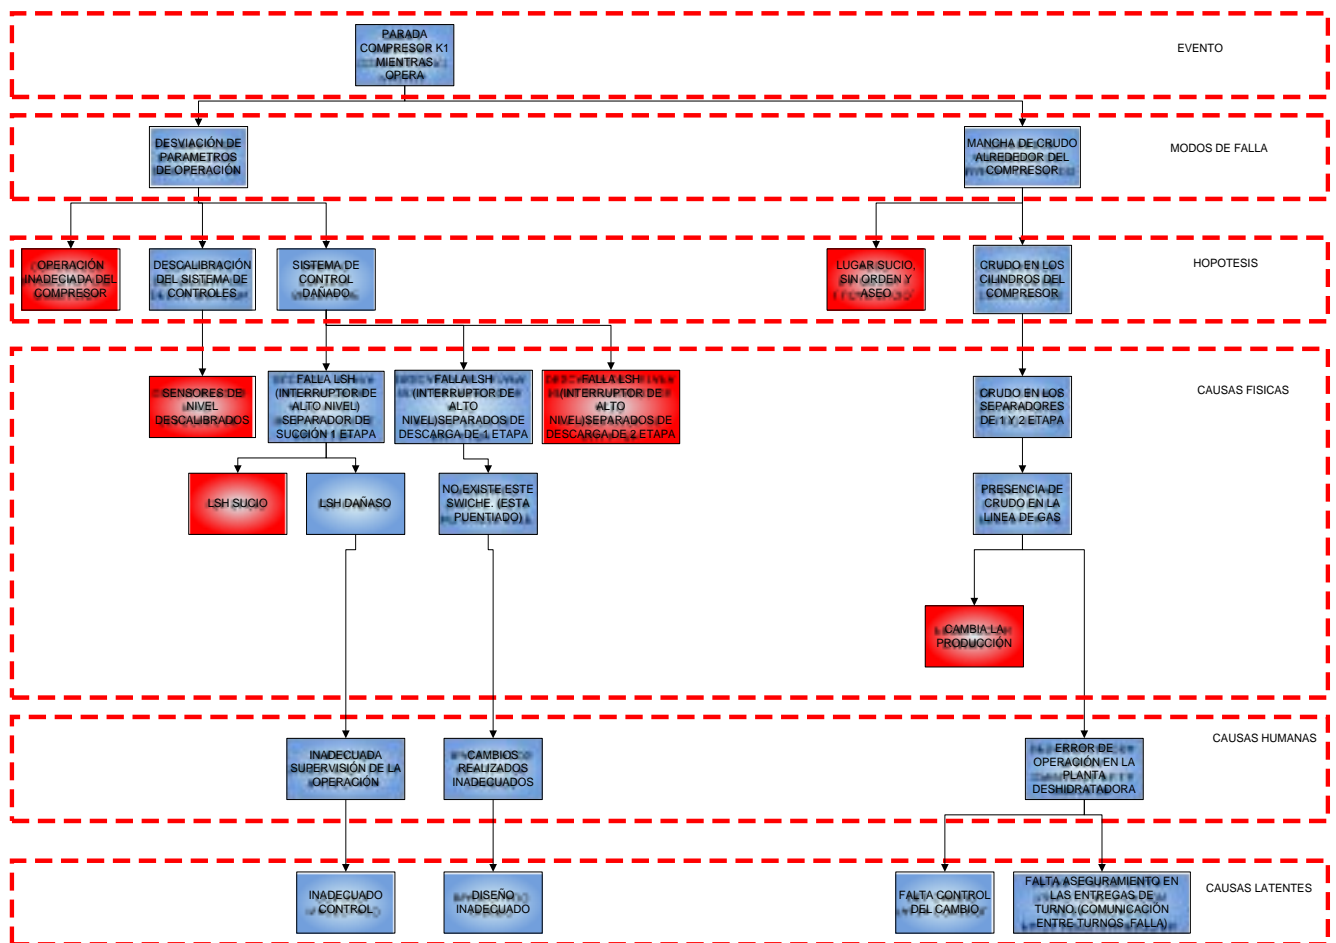 PARADA
COMPRESOR K1
MIENTRAS
OPERA
EVENTO
DESVIACIÓN DE
PARAMETROS
DE OPERACIÓN
MANCHA DE CRUDO
ALREDEDOR DEL
COMPRESOR
MODOS DE FALLA
OPERACIÓN
INADECIADA DEL
COMPRESOR
DESCALIBRACIÓN
DEL SISTEMA DE
CONTROLES
SISTEMA DE
CONTROL
DAÑADO
LUGAR SUCIO,
SIN ORDEN Y
ASEO
CRUDO EN LOS
CILINDROS DEL
COMPRESOR
HOPOTESIS
SENSORES DE
NIVEL
DESCALIBRADOS
FALLA LSH
(INTERRUPTOR DE
ALTO NIVEL)
SEPARADOR DE
SUCCIÓN 1 ETAPA
FALLA LSH
(INTERRUPTOR DE
ALTO
NIVEL)SEPARADOS DE
DESCARGA DE 1 ETAPA
FALLA LSH
(INTERRUPTOR DE
ALTO
NIVEL)SEPARADOS DE
DESCARGA DE 2 ETAPA
CRUDO EN LOS
SEPARADORES
DE 1 Y 2 ETAPA
CAUSAS FISICAS
LSH SUCIO
LSH DAÑASO
NO EXISTE ESTE
SWICHE. (ESTA
PUENTIADO)
PRESENCIA DE
CRUDO EN LA
LINEA DE GAS
CAMBIA LA
PRODUCCIÓN
INADECUADA
SUPERVISIÓN DE LA
OPERACIÓN
CAMBIOS
REALIZADOS
INADECUADOS
ERROR DE
OPERACIÓN EN LA
PLANTA
DESHIDRATADORA
CAUSAS HUMANAS
INADECUADO
CONTROL
DISEÑO
INADECUADO
FALTA CONTROL
DEL CAMBIO
FALTA ASEGURAMIENTO EN
LAS ENTREGAS DE
TURNO.(COMUNICACIÓN
ENTRE TURNOS FALLA)
CAUSAS LATENTES